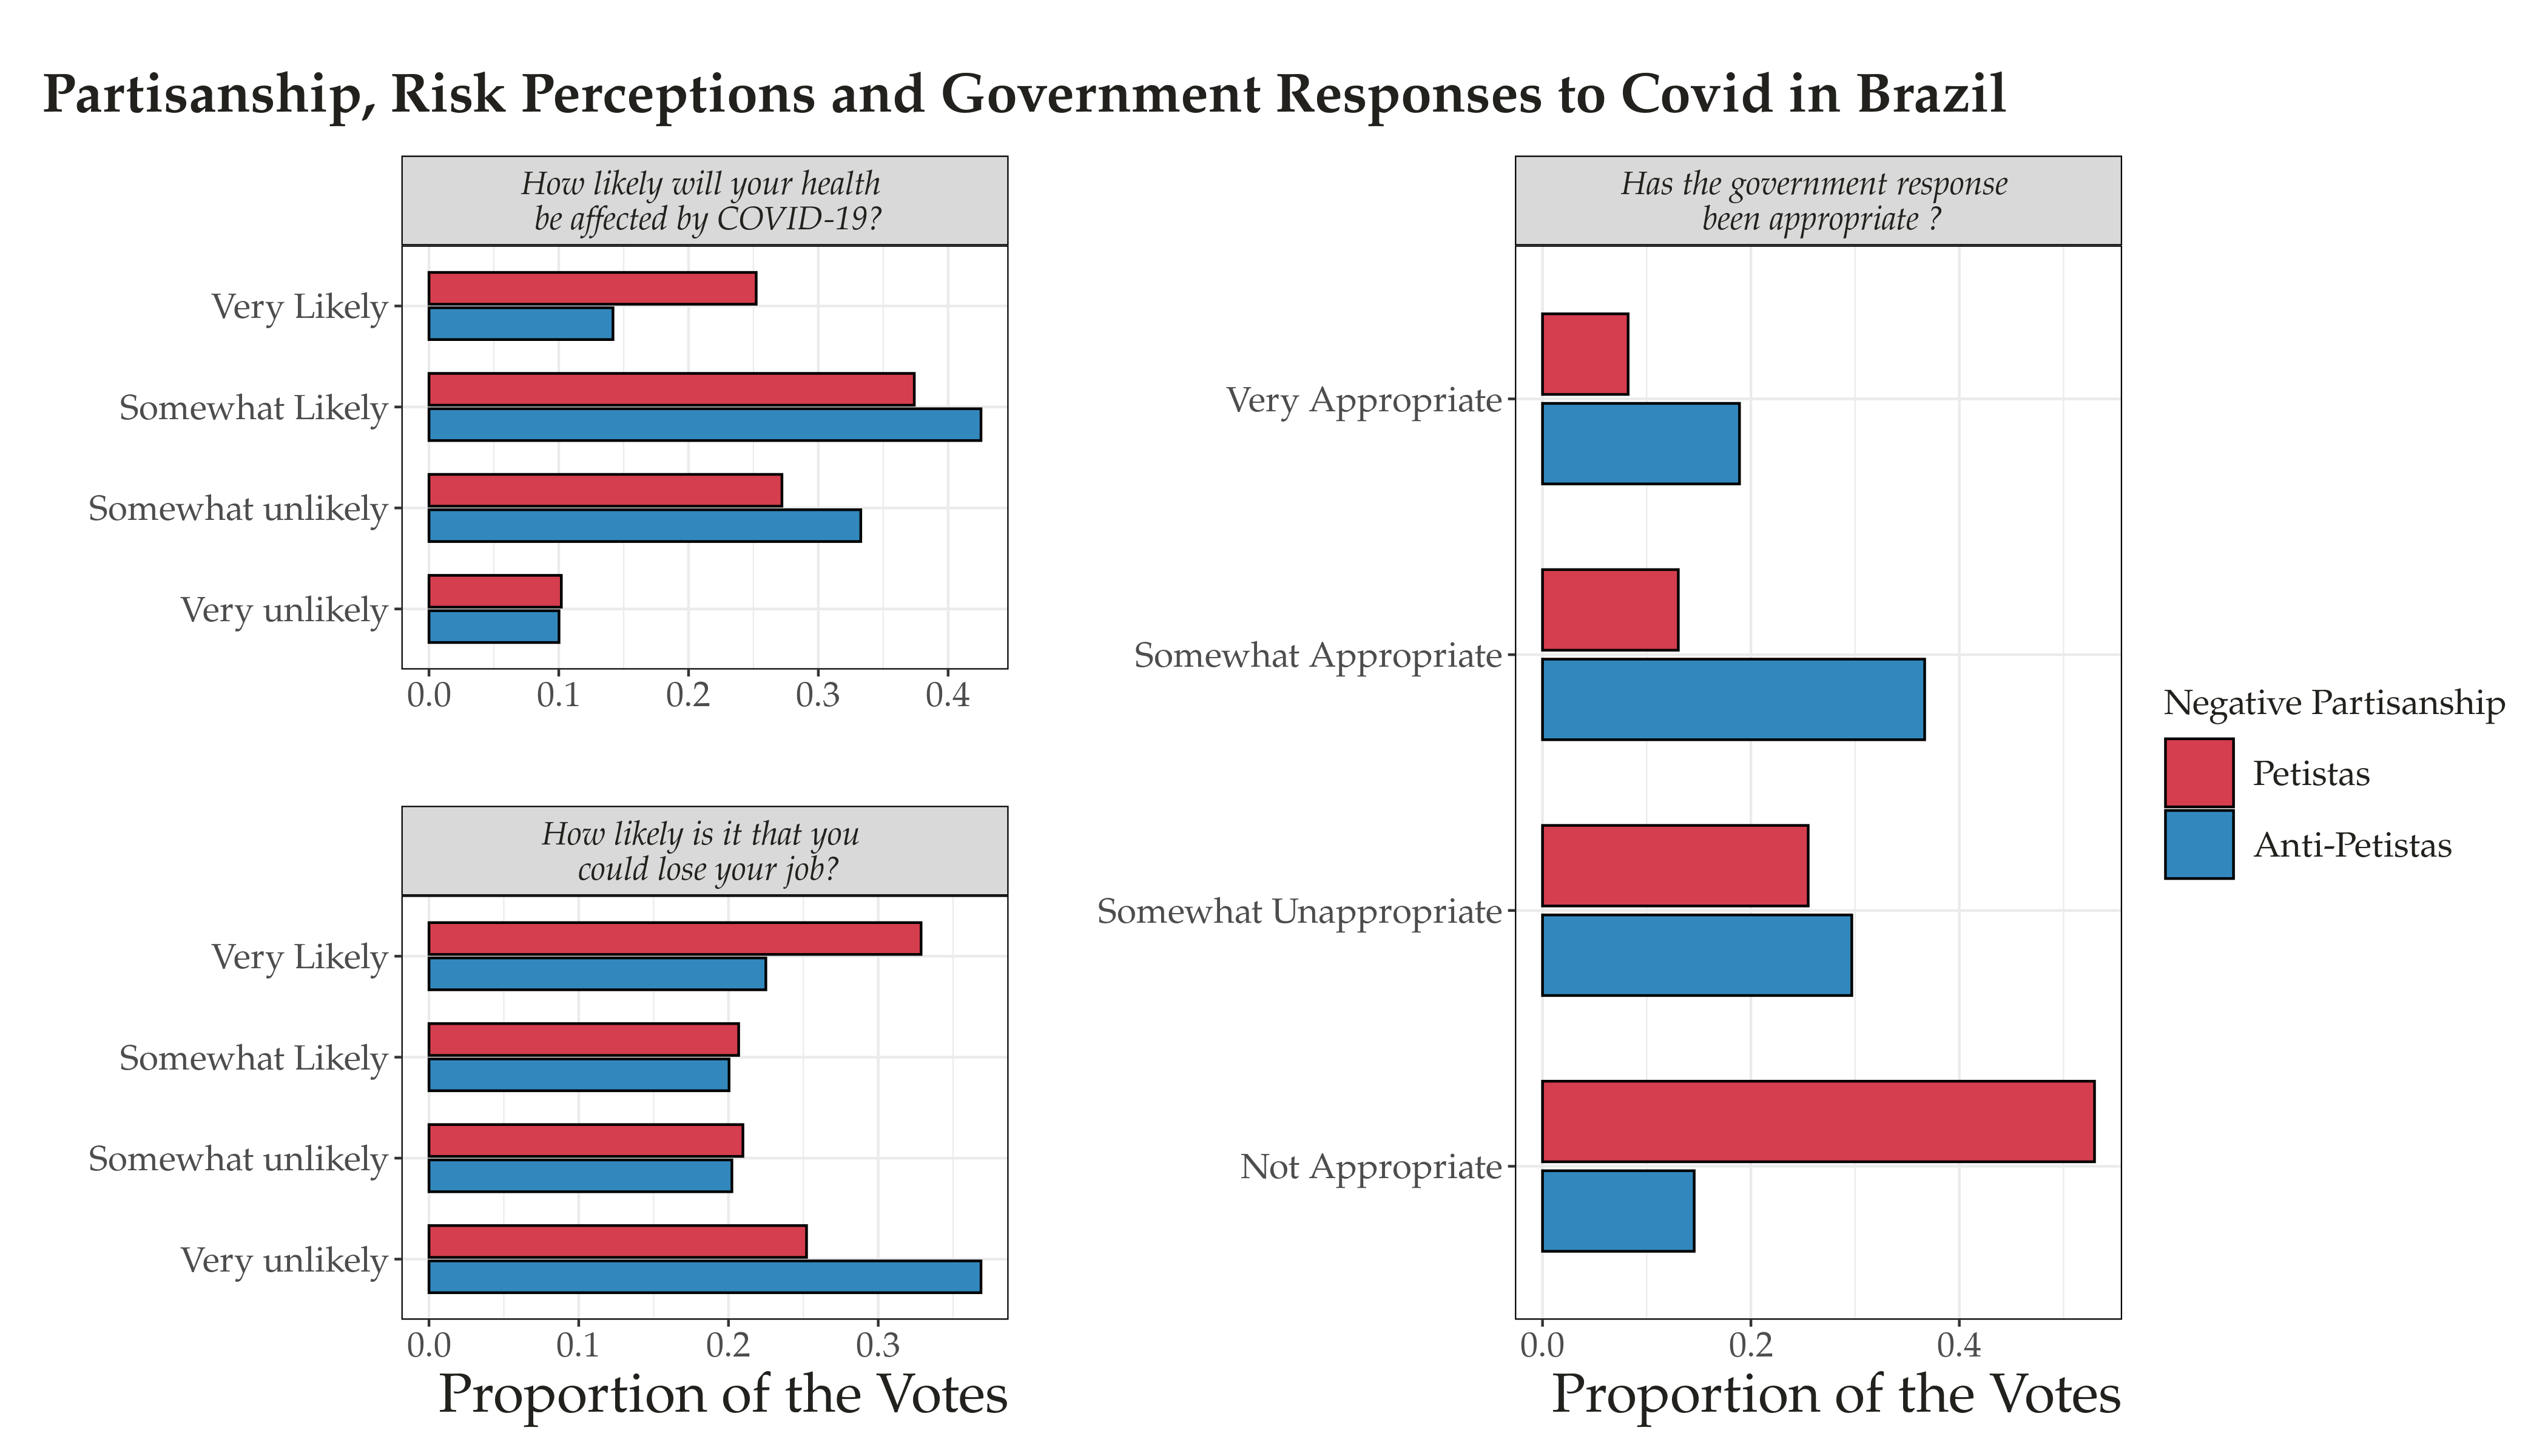 Partisanship, Risk Perceptions and Government Responses to Covid in Brazil
How likely will your health
be affected by COVID-19?
Very Likely
Somewhat Likely
Somewhat unlikely
Very unlikely
0.0 0.1 0.2 0.3 0.4
How likely is it that you
could lose your job?
Very Likely
Somewhat Likely
Somewhat unlikely
Very unlikely
0.0 0.1 0.2 0.3
Proportion of the Votes
Has the government response
been appropriate ?
Very Appropriate
Somewhat Appropriate
Somewhat Unappropriate
Not Appropriate
0.0 0.2 0.4
Proportion of the Votes
Negative Partisanship
Petistas
Anti-Petistas